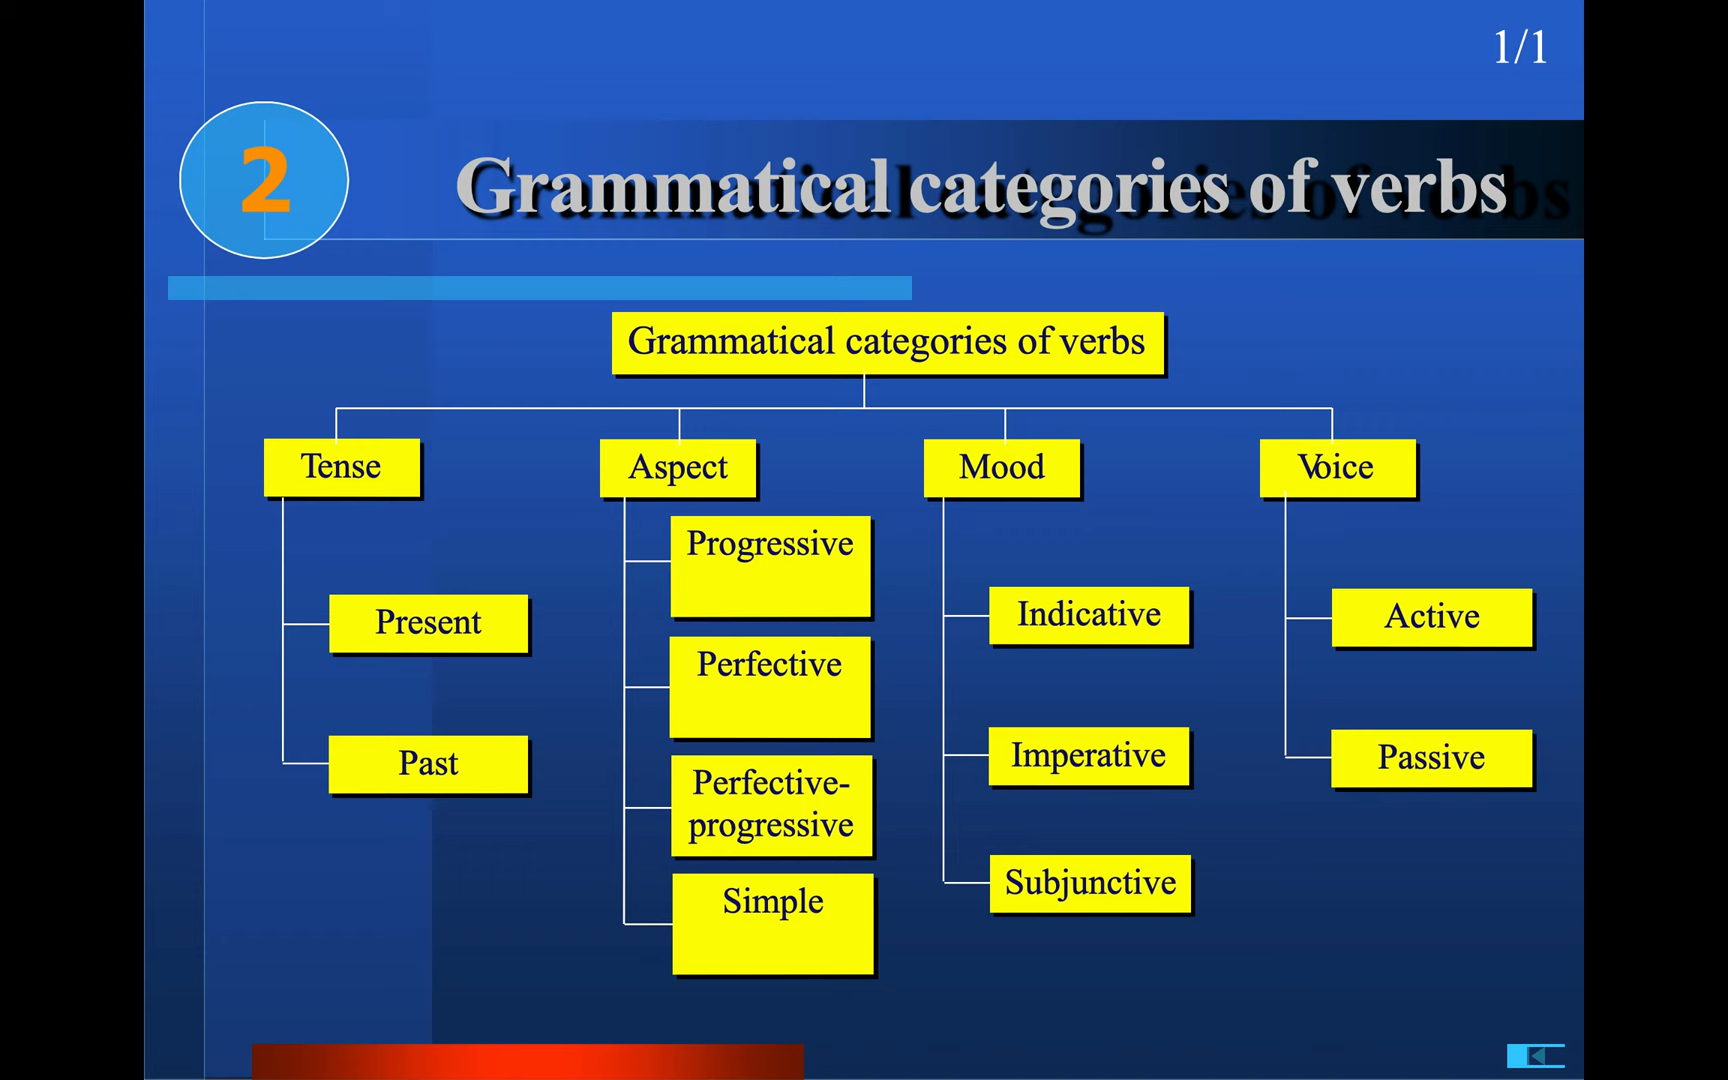 1/1
2
Grammatical categories of verbs
Grammatical categories of verbs
Tense
Present
Past
Aspect
Progressive
Perfective
Perfective-
progressive
Simple
Mood
Indicative
Imperative
Subjunctive
Voice
Active
Passive